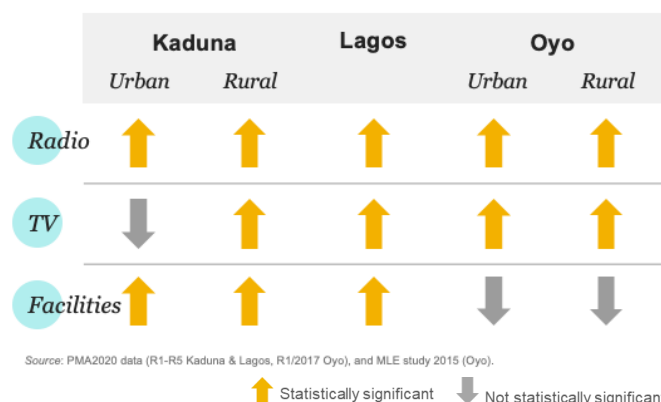 Kaduna Lagos Oyo
Urban Rural Urban Rural
Radio
TV
Facilities
Source: PMA2020 data (R1-R5 Kaduna & Lagos, R1/2017 Oyo), and MLE study 2015 (Oyo).
Statistically significant Not statistically significan